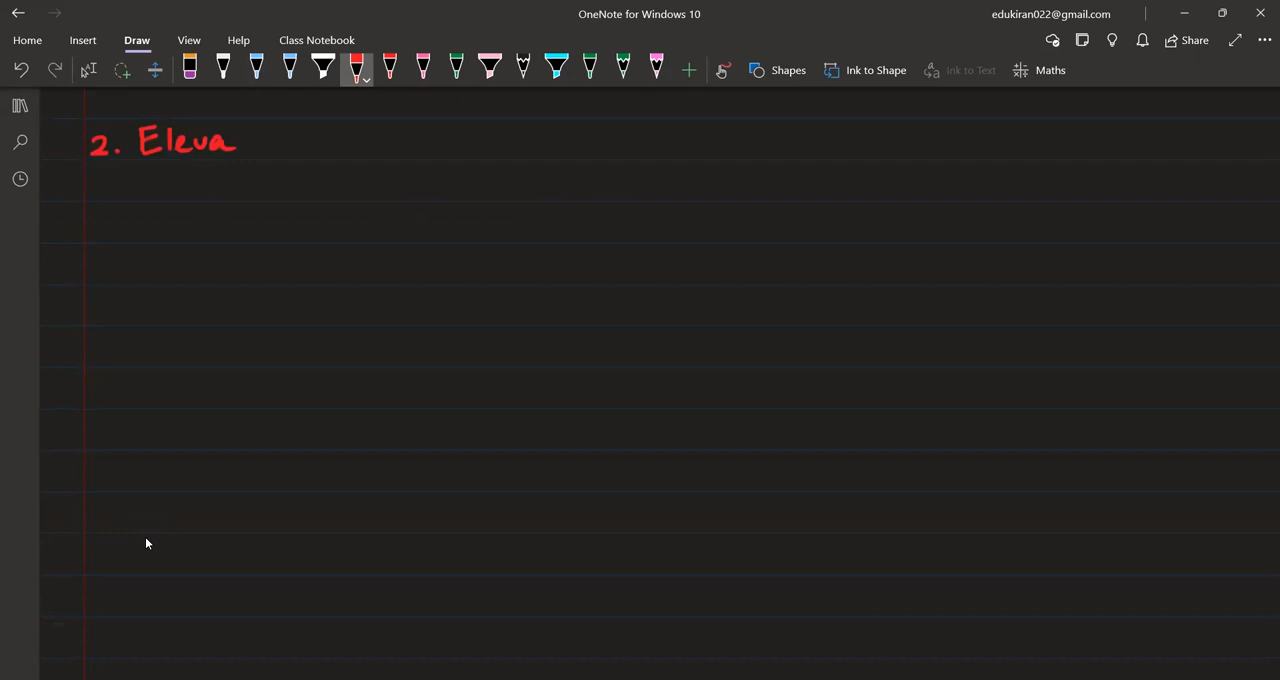 OneNote for Windows 10
edukiran022@gmail.com
Home Insert Draw View Help Class Notebook
Share
Shapes Ink to Shape Ink to Text Maths
2. Eleva